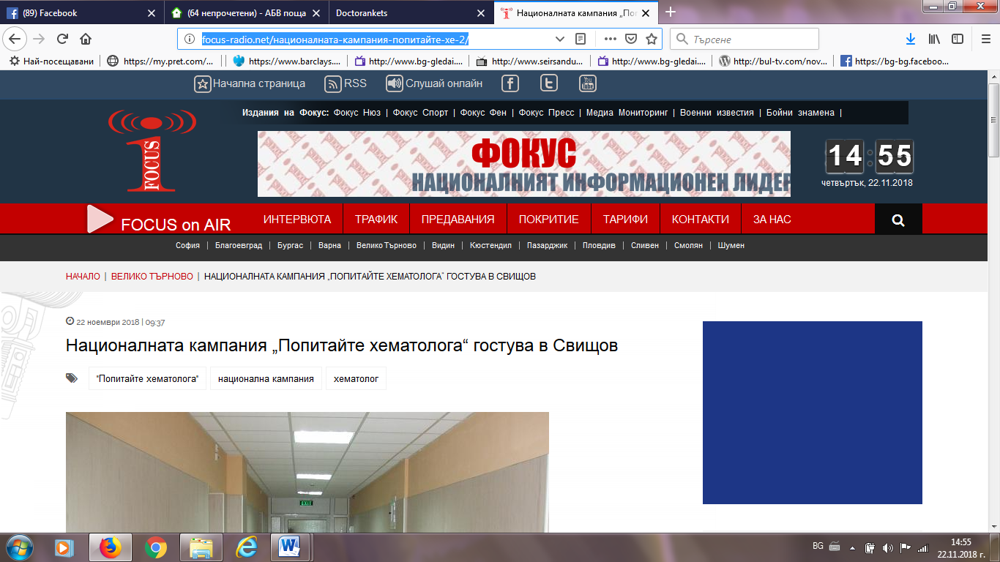 (89) Facebook
(64 непрочетени) - АБВ поща
Doctorankets
Националната кампания „По
focus-radio.net/националната-кампания-попитайте-хе-2/
Търсене
Най-посещавани
https://my.pret.com/...
https://www.barclays....
http://www.bg-gledai....
http://www.seirsandu...
http://www.bg-gledai....
http://bul-tv.com/nov...
https://bg-bg.faceboo...
Начална страница
RSS
Слушай онлайн
You Tube
Издания на Фокус: Фокус Нюз | Фокус Спорт | Фокус Фен | Фокус Прес | Медиа Мониторинг | Военни известия | Бойни знамена |
FOCUS
ФОКУС
НАЦИОНАЛНИЯТ ИНФОРМАЦИОНЕН ЛИДЕР
14:55
четвъртък, 22.11.2018
FOCUS on AIR
ИНТЕРВЮТА
ТРАФИК
ПРЕДАВАНИЯ
ПОКРИТИЕ
ТАРИФИ
КОНТАКТИ
ЗА НАС
София | Благоевград | Бургас | Варна | Велико Търново | Видин | Кюстендил | Пазарджик | Пловдив | Сливен | Смолян | Шумен
НАЧАЛО | ВЕЛИКО ТЪРНОВО | НАЦИОНАЛНАТА КАМПАНИЯ „ПОПИТАЙТЕ ХЕМАТОЛОГА“ ГОСТУВА В СВИЩОВ
22 ноември 2018 | 09:37
Националната кампания „Попитайте хематолога“ гостува в Свищов
"Попитайте хематолога"
национална кампания
хематолог
EXIT
BG
14:55
22.11.2018 г.